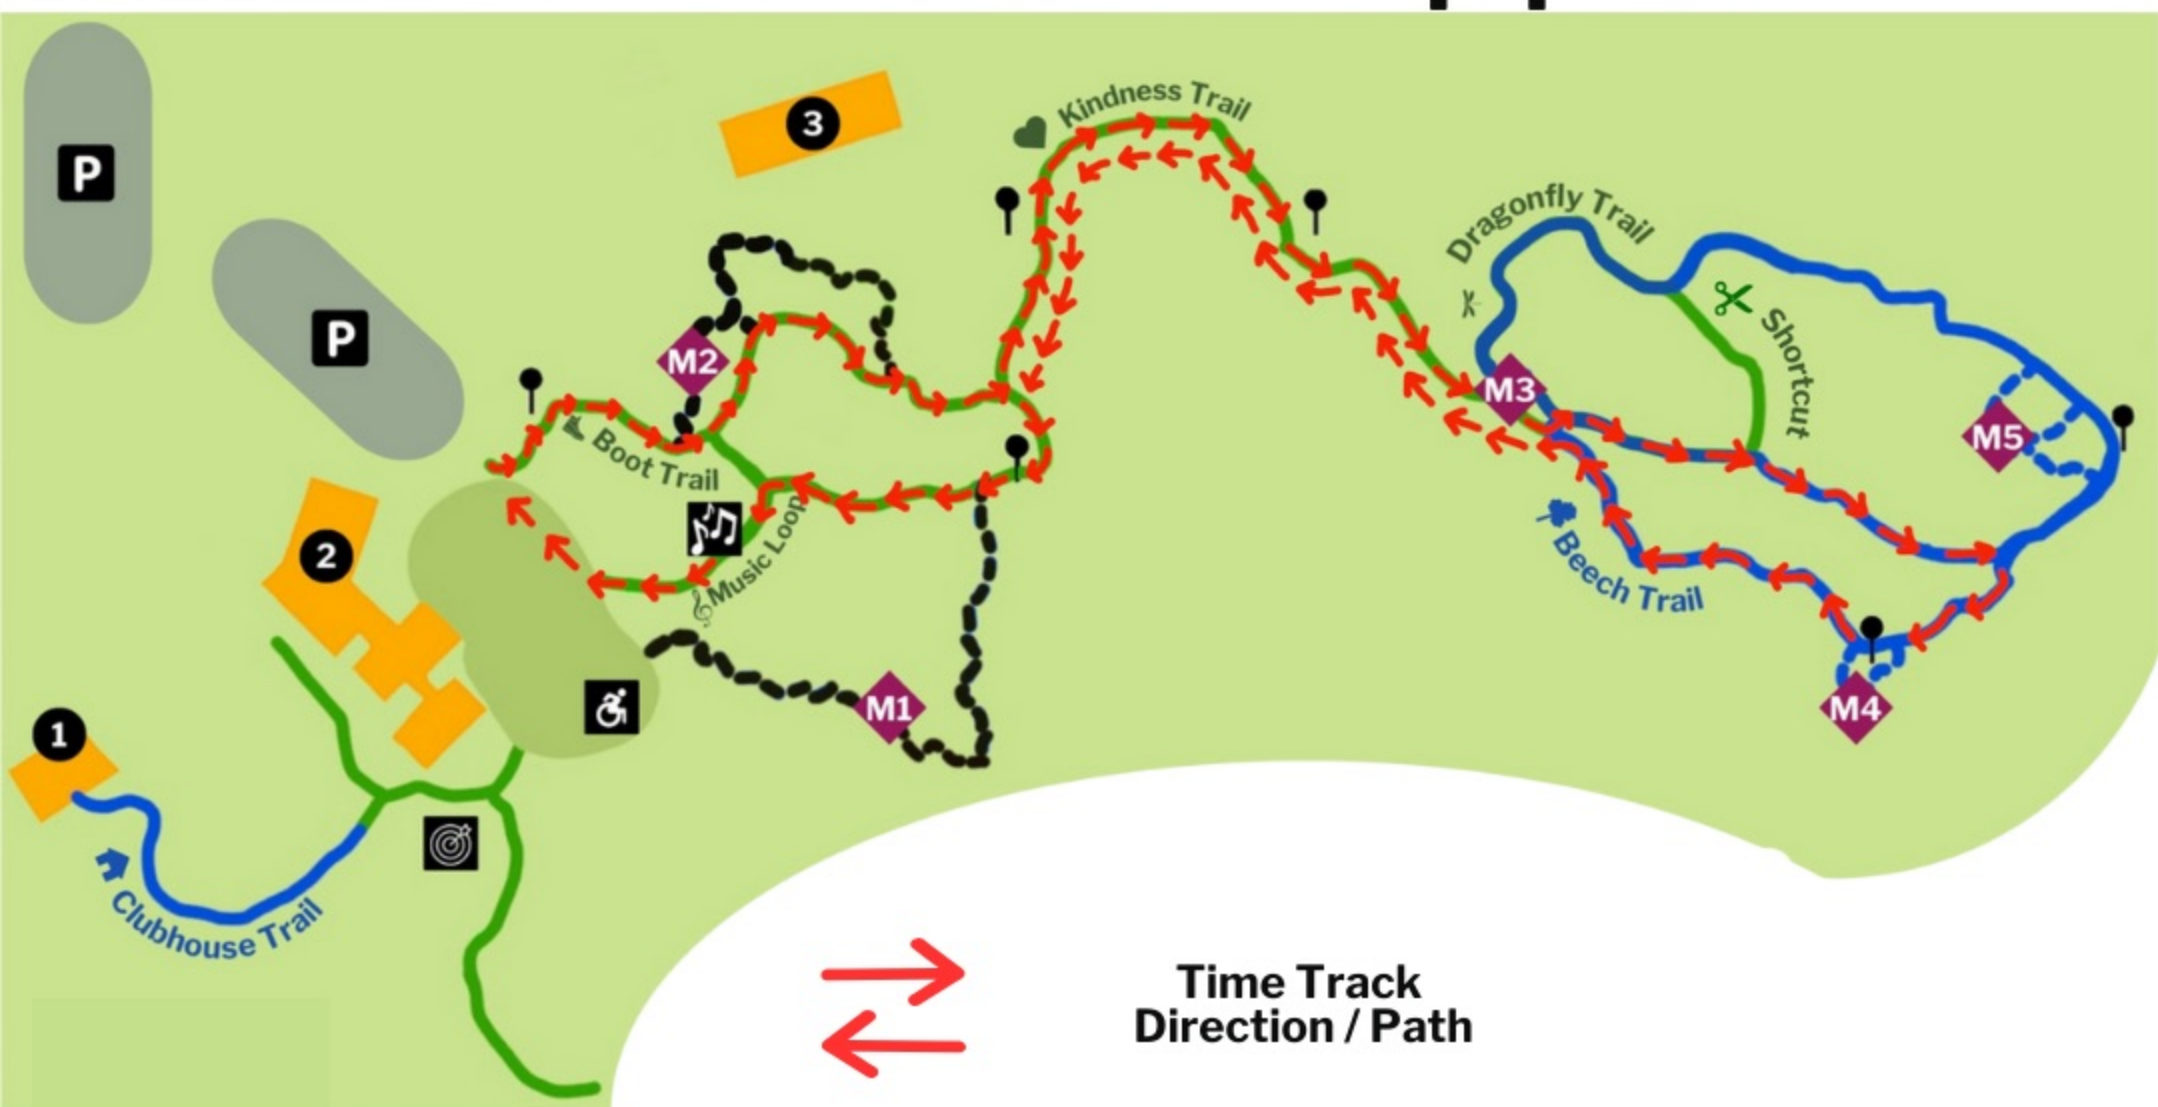 Kindness Trail
3
P
Dragonfly Trail
Shortcut
P
M2
M3
M5
Boot Trail
2
Music Loop
Beech Trail
M1
M4
1
Clubhouse Trail
Time Track
Direction / Path